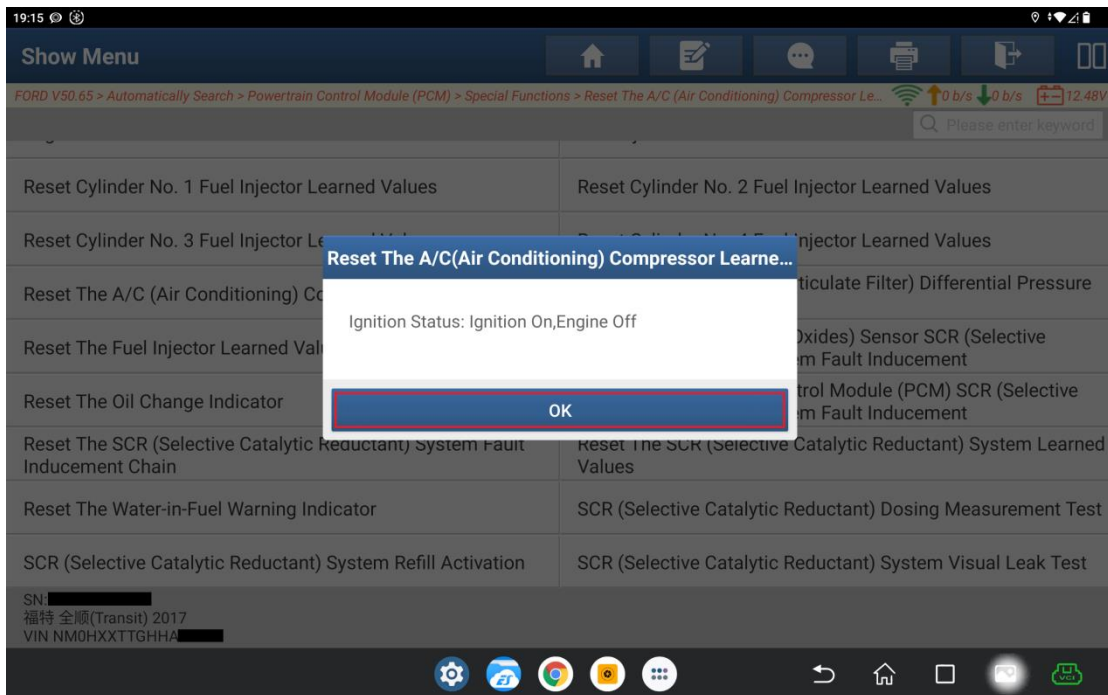 19:15
Show Menu
FORD V50.65 > Automatically Search > Powertrain Control Module (PCM) > Special Functions > Reset The A/C (Air Conditioning) Compressor Le...
0 b/s 0 b/s 12.48V
Please enter keyword
Reset Cylinder No. 1 Fuel Injector Learned Values
Reset Cylinder No. 2 Fuel Injector Learned Values
Reset Cylinder No. 3 Fuel Injector Le
njector Learned Values
Reset The A/C(Air Conditioning) Compressor Learne...
Reset The A/C (Air Conditioning) Co
ticulate Filter) Differential Pressure
Ignition Status: Ignition On,Engine Off
Reset The Fuel Injector Learned Val
Oxides) Sensor SCR (Selective
em Fault Inducement
Reset The Oil Change Indicator
trol Module (PCM) SCR (Selective
em Fault Inducement
OK
Reset The SCR (Selective Catalytic Reductant) System Fault
Inducement Chain
Reset The SCR (Selective Catalytic Reductant) System Learned
Values
Reset The Water-in-Fuel Warning Indicator
SCR (Selective Catalytic Reductant) Dosing Measurement Test
SCR (Selective Catalytic Reductant) System Refill Activation
SCR (Selective Catalytic Reductant) System Visual Leak Test
SN:
福特 全顺(Transit) 2017
VIN NM0HXXTTGHHA
VCI